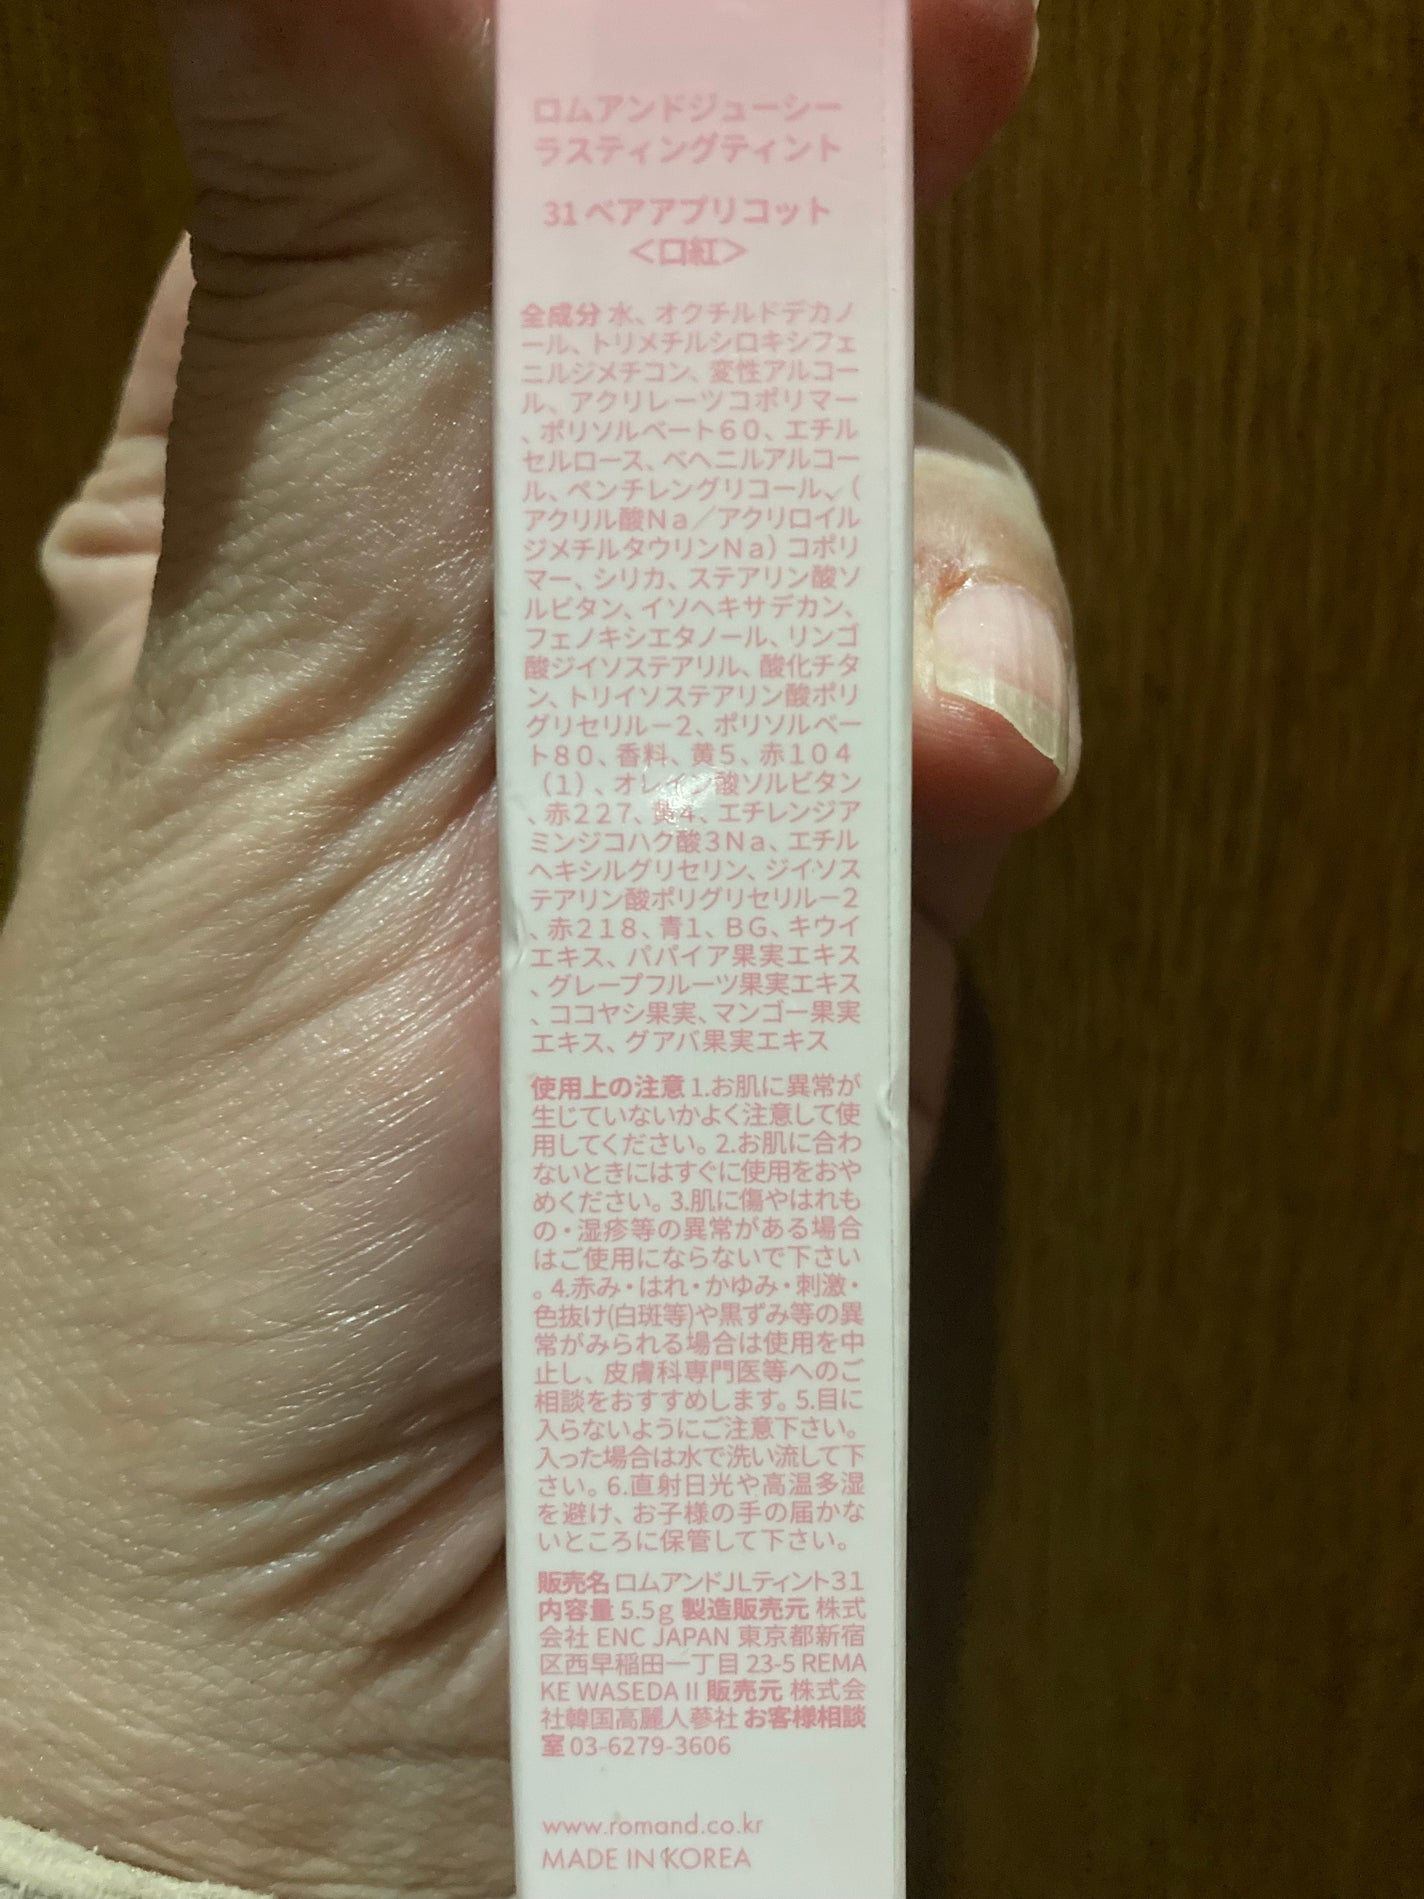 ロムアンドジューシー
ラスティングティント
31 ベアアプリコット
＜口紅＞
全成分 水、オクチルドデカノ
ール、トリメチルシロキシフェ
ニルジメチコン、変性アルコー
ル、アクリレーツコポリマー
、ポリソルベート60、エチル
セルロース、ベヘニルアルコー
ル、ペンチレングリコール、（
アクリル酸Na／アクリロイル
ジメチルタウリンNa）コポリ
マー、シリカ、ステアリン酸ソ
ルビタン、イソヘキサデカン、
フェノキシエタノール、リンゴ
酸ジイソステアリル、酸化チタ
ン、トリイソステアリン酸ポリ
グリセリルー2、ポリソルベー
ト80、香料、黄5、赤104
（1）、オレイン酸ソルビタン
、赤227、黄4、エチレンジア
ミンジコハク酸3Na、エチル
ヘキシルグリセリン、ジイソス
テアリン酸ポリグリセリルー2
、赤218、青1、BG、キウイ
エキス、パパイア果実エキス
、グレープフルーツ果実エキス
、ココヤシ果実、マンゴー果実
エキス、グアバ果実エキス
使用上の注意 1.お肌に異常が
生じていないかよく注意して使
用してください。2.お肌に合わ
ないときにはすぐに使用をおや
めください。3.肌に傷やはれも
の・湿疹等の異常がある場合
はご使用にならないで下さい
。4.赤み・はれ・かゆみ・刺激・
色抜け(白斑等)や黒ずみ等の異
常がみられる場合は使用を中
止し、皮膚科専門医等へのご
相談をおすすめします。5.目に
入らないようにご注意下さい。
入った場合は水で洗い流して下
さい。6.直射日光や高温多湿
を避け、お子様の手の届かな
いところに保管して下さい。
販売名 ロムアンドJLティント31
内容量 5.5g 製造販売元 株式
会社 ENC JAPAN 東京都新宿
区西早稲田一丁目 23-5 REMA
KE WASEDA II 販売元 株式会
社韓国高麗人蔘社 お客様相談
室 03-6279-3606
www.romand.co.kr
MADE IN KOREA